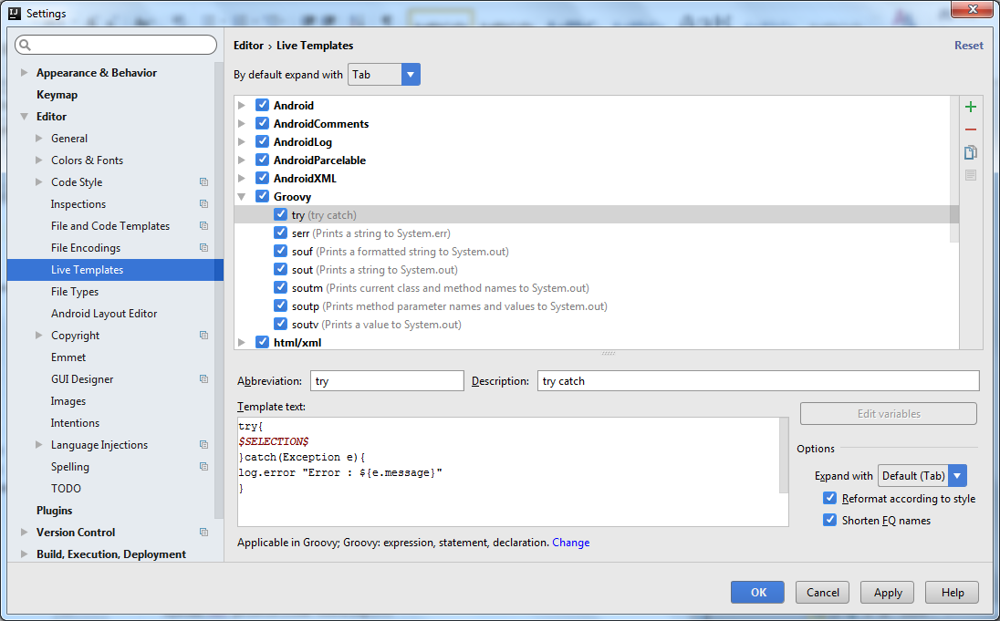 Settings
Appearance & Behavior
Keymap
Editor
General
Colors & Fonts
Code Style
Inspections
File and Code Templates
File Encodings
Live Templates
File Types
Android Layout Editor
Copyright
Emmet
GUI Designer
Images
Intentions
Language Injections
Spelling
TODO
Plugins
Version Control
Build, Execution, Deployment
Editor › Live Templates
Reset
By default expand with Tab
Android
AndroidComments
AndroidLog
AndroidParcelable
AndroidXML
Groovy
try (try catch)
serr (Prints a string to System.err)
souf (Prints a formatted string to System.out)
sout (Prints a string to System.out)
soutm (Prints current class and method names to System.out)
soutp (Prints method parameter names and values to System.out)
soutv (Prints a value to System.out)
html/xml
Abbreviation: try Description: try catch
Template text:
try{
$SELECTION$
}catch(Exception e){
log.error "Error : ${e.message}"
}
Edit variables
Options
Expand with Default (Tab)
Reformat according to style
Shorten FQ names
Applicable in Groovy; Groovy: expression, statement, declaration. Change
OK Cancel Apply Help